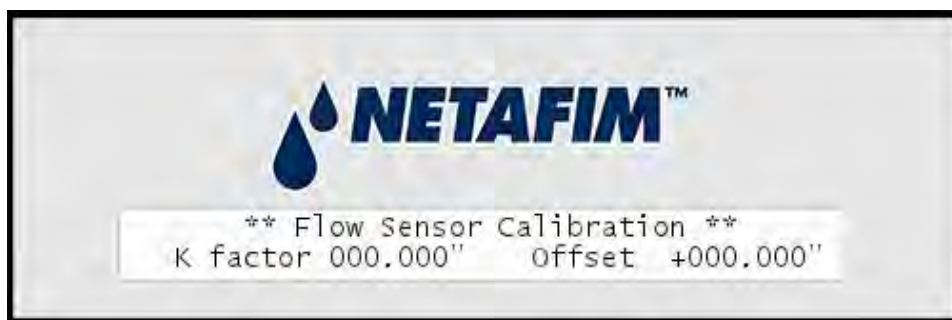 NETAFIM™
** Flow Sensor Calibration **
K factor 000.000" Offset +000.000"